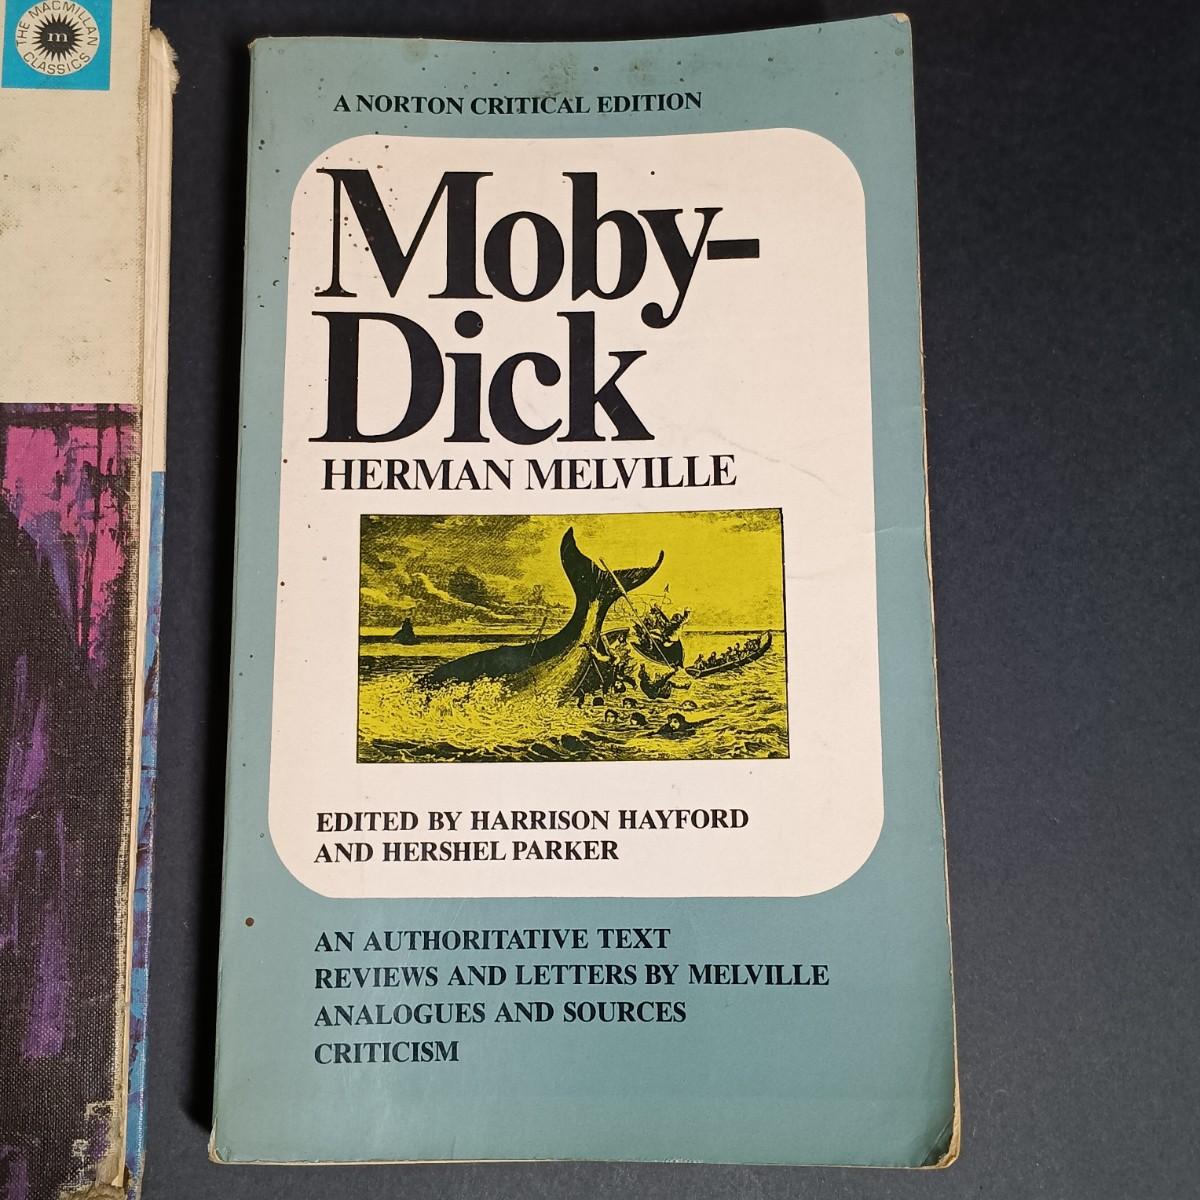 THE MACMILLAN
m
CLASSICS
A NORTON CRITICAL EDITION
Moby-
Dick
HERMAN MELVILLE
EDITED BY HARRISON HAYFORD
AND HERSHEL PARKER
AN AUTHORITATIVE TEXT
REVIEWS AND LETTERS BY MELVILLE
ANALOGUES AND SOURCES
CRITICISM